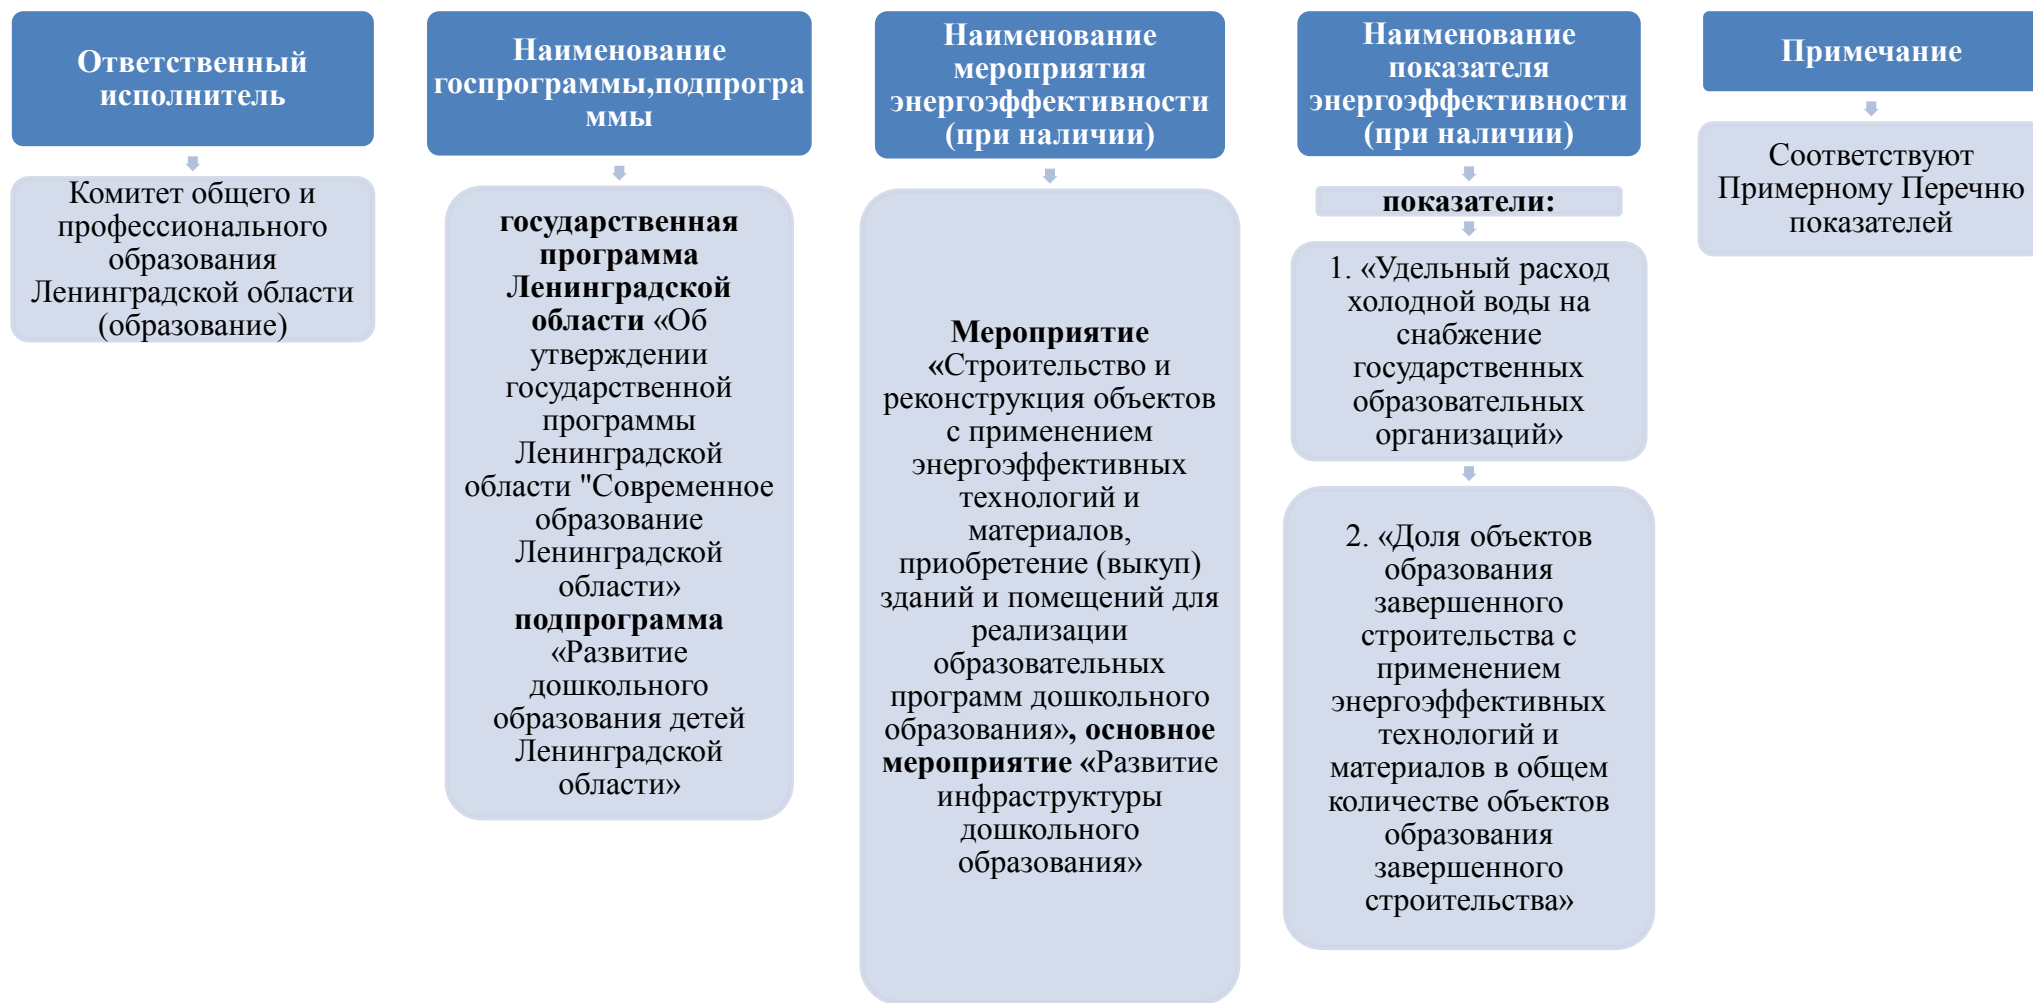 Ответственный
исполнитель
Комитет общего и
профессионального
образования
Ленинградской области
(образование)
Наименование
госпрограммы,подпрогра
ммы
государственная
программа
Ленинградской
области «Об
утверждении
государственной
программы
Ленинградской
области "Современное
образование
Ленинградской
области»
подпрограмма
«Развитие
дошкольного
образования детей
Ленинградской
области»
Наименование
мероприятия
энергоэффективности
(при наличии)
Мероприятие
«Строительство и
реконструкция объектов
с применением
энергоэффективных
технологий и
материалов,
приобретение (выкуп)
зданий и помещений для
реализации
образовательных
программ дошкольного
образования», основное
мероприятие «Развитие
инфраструктуры
дошкольного
образования»
Наименование
показателя
энергоэффективности
(при наличии)
показатели:
1. «Удельный расход
холодной воды на
снабжение
государственных
образовательных
организаций»
2. «Доля объектов
образования
завершенного
строительства с
применением
энергоэффективных
технологий и
материалов в общем
количестве объектов
образования
завершенного
строительства»
Примечание
Соответствуют
Примерному Перечню
показателей